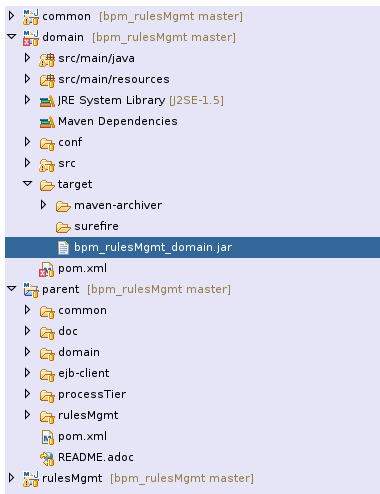 common [bpm_rulesMgmt master]
domain [bpm_rulesMgmt master]
src/main/java
src/main/resources
JRE System Library [J2SE-1.5]
Maven Dependencies
conf
src
target
maven-archiver
surefire
bpm_rulesMgmt_domain.jar
pom.xml
parent [bpm_rulesMgmt master]
common
doc
domain
ejb-client
processTier
rulesMgmt
pom.xml
README.adoc
rulesMgmt [bpm_rulesMgmt master]